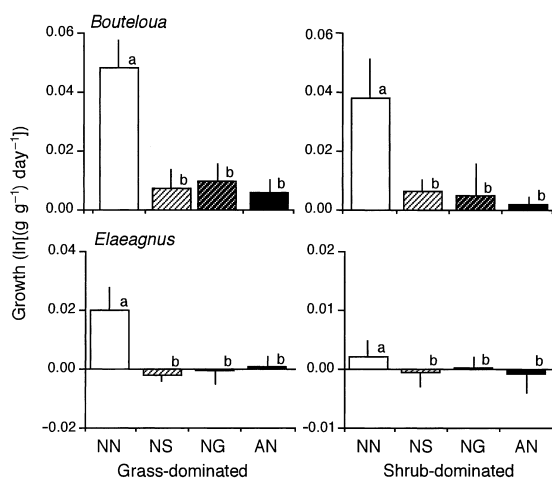 Bouteloua
0.06
0.04
0.02
0.00
a
b
b
b
0.06
0.04
0.02
0.00
a
b
b
b
Growth (ln[(g g⁻¹) day⁻¹])
Elaeagnus
0.04
0.02
0.00
-0.02
a
b
b
b
0.02
0.01
0.00
-0.01
a
b
b
b
NN NS NG AN
NN NS NG AN
Grass-dominated
Shrub-dominated